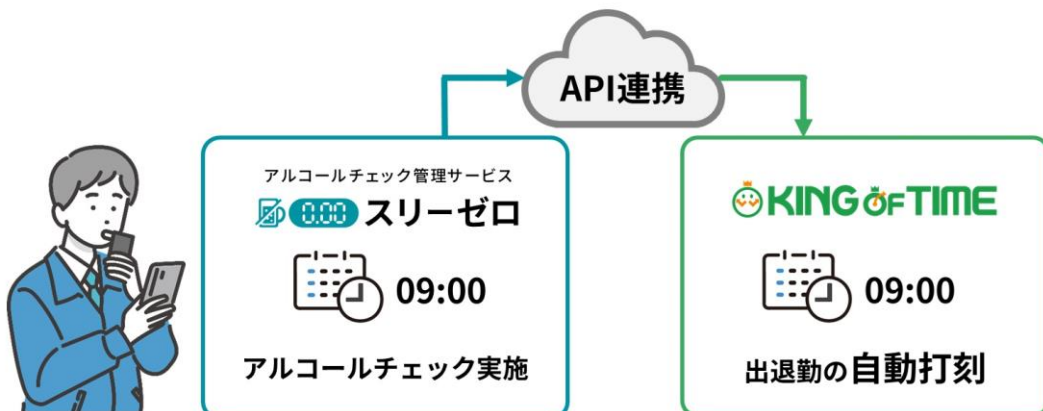 API連携
アルコールチェック管理サービス
0.00 スリーゼロ
09:00
アルコールチェック実施
KING OF TIME
09:00
出退勤の自動打刻